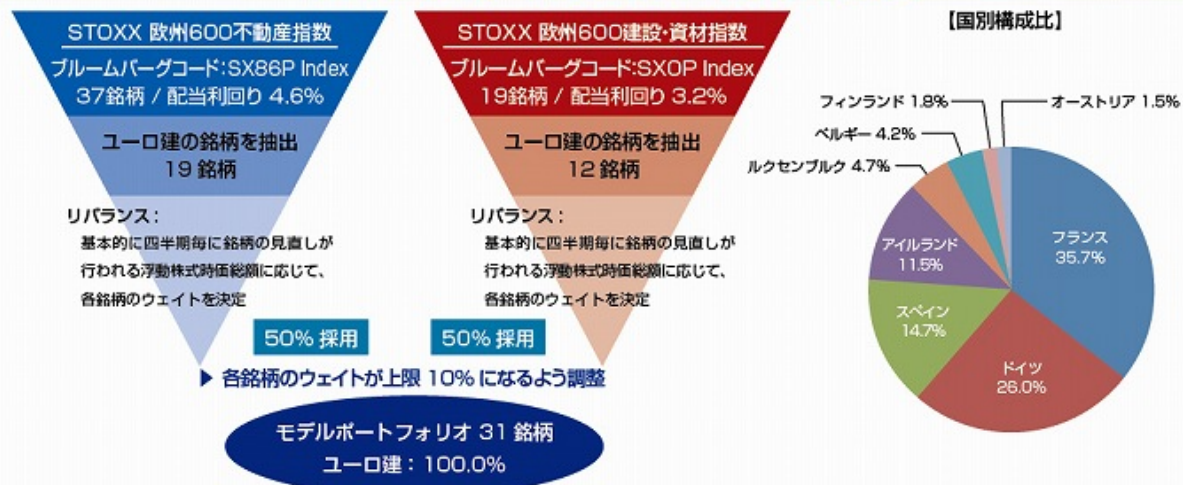 STOXX 欧州600不動産指数
ブルームバーグコード:SX86P Index
37銘柄 / 配当利回り 4.6%
ユーロ建の銘柄を抽出
19 銘柄
リバランス：
基本的に四半期毎に銘柄の見直しが
行われる浮動株式時価総額に応じて、
各銘柄のウェイトを決定
50% 採用
STOXX 欧州600建設・資材指数
ブルームバーグコード:SX0P Index
19銘柄 / 配当利回り 3.2%
ユーロ建の銘柄を抽出
12 銘柄
リバランス：
基本的に四半期毎に銘柄の見直しが
行われる浮動株式時価総額に応じて、
各銘柄のウェイトを決定
50% 採用
▶ 各銘柄のウェイトが上限 10% になるよう調整
モデルポートフォリオ 31 銘柄
ユーロ建：100.0%
【国別構成比】
フィンランド 1.8%
オーストリア 1.5%
ベルギー 4.2%
ルクセンブルク 4.7%
アイルランド
11.5%
フランス
35.7%
スペイン
14.7%
ドイツ
26.0%